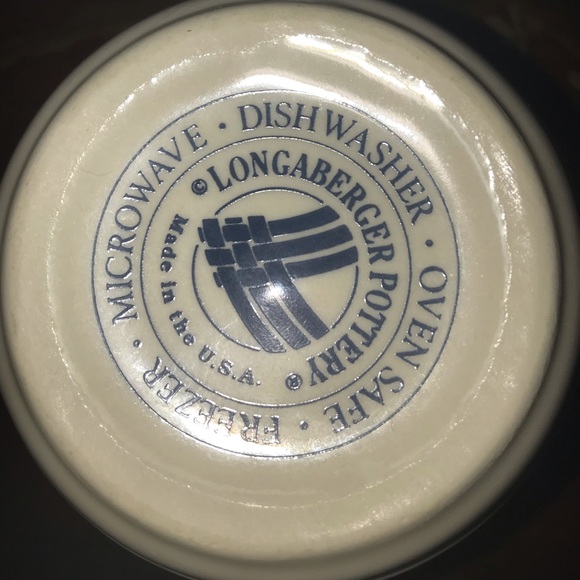 MICROWAVE · DISHWASHER · OVEN SAFE · FREEZER ·
© LONGABERGER POTTERY ®
Made in the U.S.A.